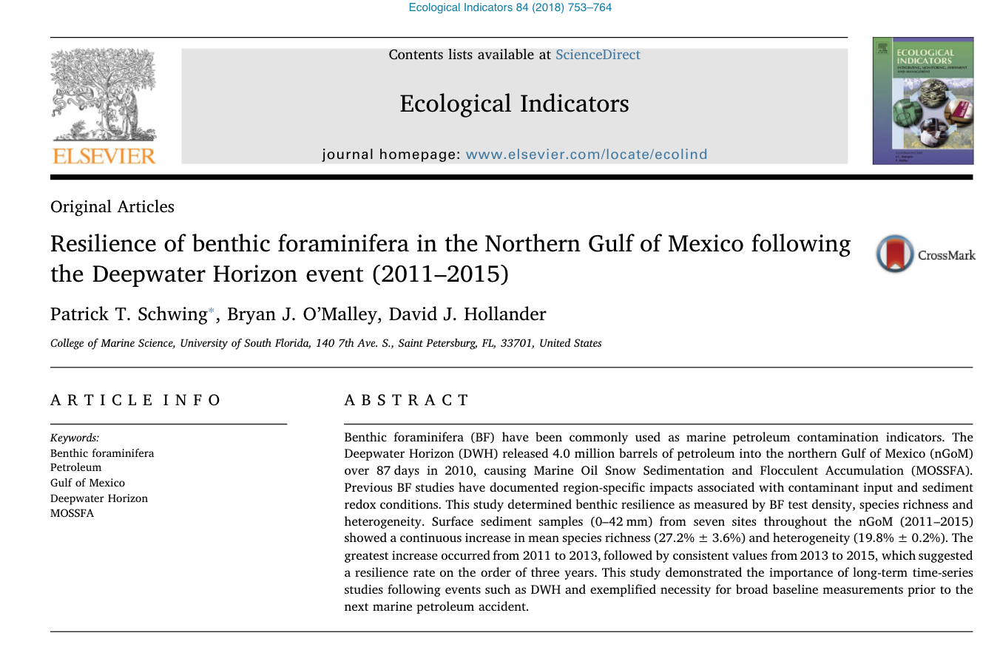 Ecological Indicators 84 (2018) 753–764
Contents lists available at ScienceDirect
Ecological Indicators
journal homepage: www.elsevier.com/locate/ecolind
ELSEVIER
ECOLOGICAL
INDICATORS
Original Articles
Resilience of benthic foraminifera in the Northern Gulf of Mexico following
the Deepwater Horizon event (2011–2015)
CrossMark
Patrick T. Schwing*, Bryan J. O’Malley, David J. Hollander
College of Marine Science, University of South Florida, 140 7th Ave. S., Saint Petersburg, FL, 33701, United States
ARTICLE INFO
Keywords:
Benthic foraminifera
Petroleum
Gulf of Mexico
Deepwater Horizon
MOSSFA
ABSTRACT
Benthic foraminifera (BF) have been commonly used as marine petroleum contamination indicators. The
Deepwater Horizon (DWH) released 4.0 million barrels of petroleum into the northern Gulf of Mexico (nGoM)
over 87 days in 2010, causing Marine Oil Snow Sedimentation and Flocculent Accumulation (MOSSFA).
Previous BF studies have documented region-specific impacts associated with contaminant input and sediment
redox conditions. This study determined benthic resilience as measured by BF test density, species richness and
heterogeneity. Surface sediment samples (0–42 mm) from seven sites throughout the nGoM (2011–2015)
showed a continuous increase in mean species richness (27.2% ± 3.6%) and heterogeneity (19.8% ± 0.2%). The
greatest increase occurred from 2011 to 2013, followed by consistent values from 2013 to 2015, which suggested
a resilience rate on the order of three years. This study demonstrated the importance of long-term time-series
studies following events such as DWH and exemplified necessity for broad baseline measurements prior to the
next marine petroleum accident.